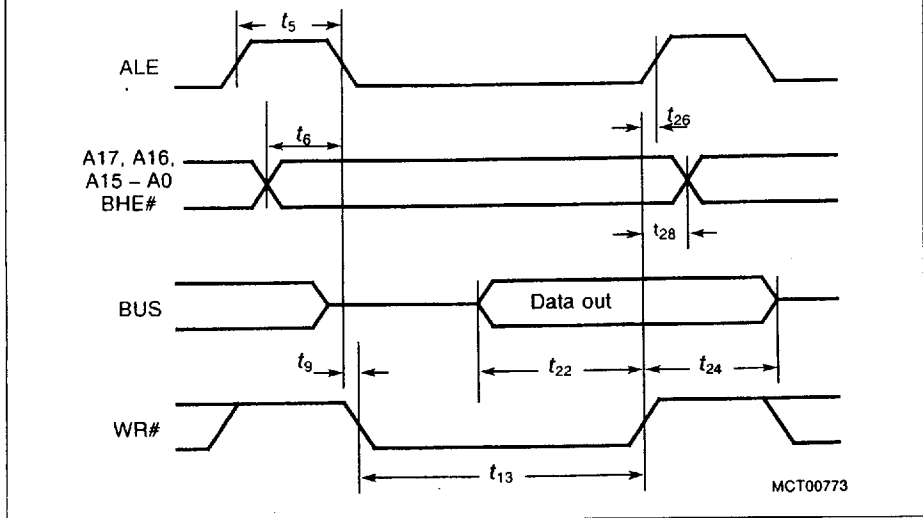 t5
ALE
t26
t6
A17, A16,
A15 – A0
BHE#
t28
BUS
Data out
t9
t22
t24
WR#
t13
MCT00773